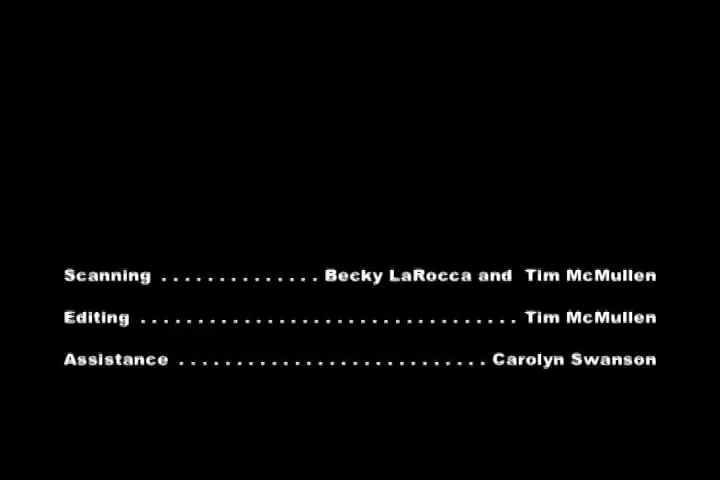 Scanning . . . . . . . . . . . . . . Becky LaRocca and Tim McMullen
Editing . . . . . . . . . . . . . . . . . . . . . . . . . . . . . . . . . Tim McMullen
Assistance . . . . . . . . . . . . . . . . . . . . . . . . . . . Carolyn Swanson